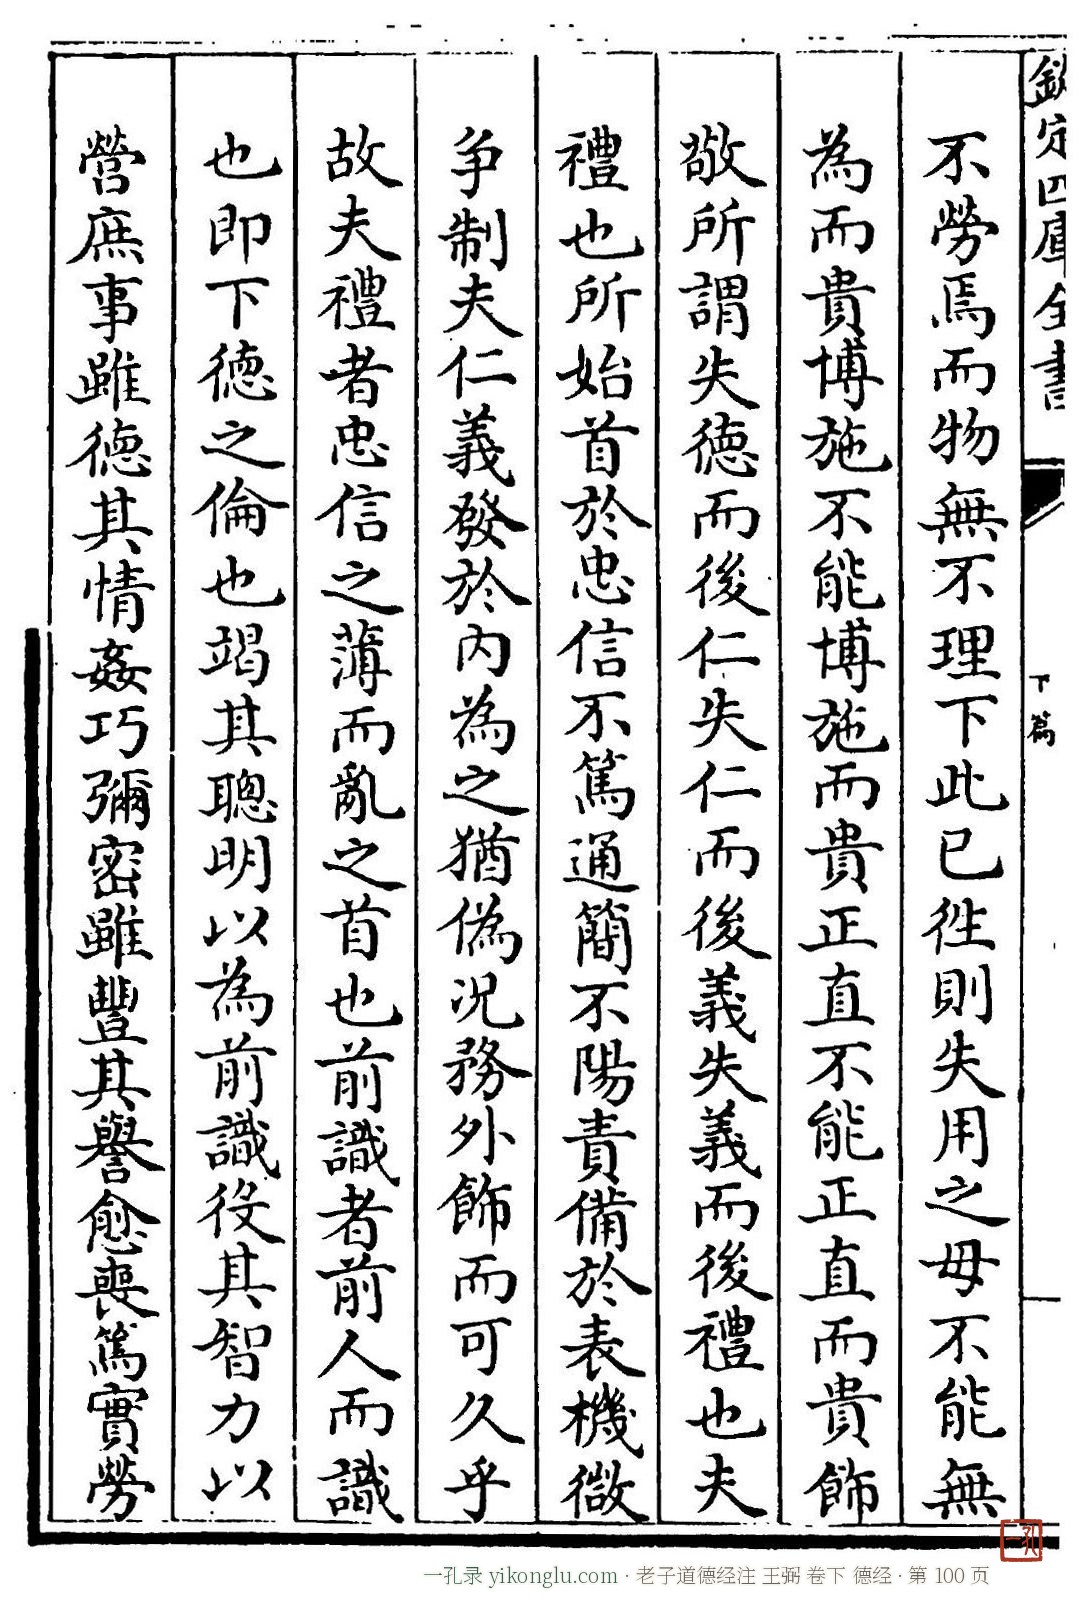 欽定四庫全書
下篇
不勞焉而物無不理下此已往則失用之母不能無
為而貴博施不能博施而貴正直不能正直而貴飾
敬所謂失德而後仁失仁而後義失義而後禮也夫
禮也所始首於忠信不篤通簡不陽責備於表機微
争制夫仁義發於内為之猶偽况務外飾而可久乎
故夫禮者忠信之薄而亂之首也前識者前人而識
也即下德之倫也竭其聰明以為前識役其智力以
營庶事雖德其情姦巧彌密雖豐其譽愈喪篤實勞
一孔
一孔录 yikonglu.com · 老子道德经注 王弼 卷下 德经 · 第 100 页